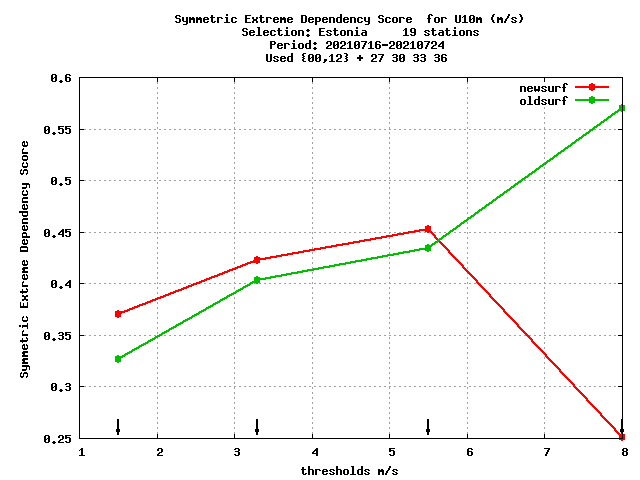 Symmetric Extreme Dependency Score  for U10m (m/s)
Selection: Estonia     19 stations
Period: 20210716-20210724
Used {00,12} + 27 30 33 36
newsurf
oldsurf
0.6
0.55
0.5
0.45
0.4
0.35
0.3
0.25
Symmetric Extreme Dependency Score
1 2 3 4 5 6 7 8
thresholds m/s